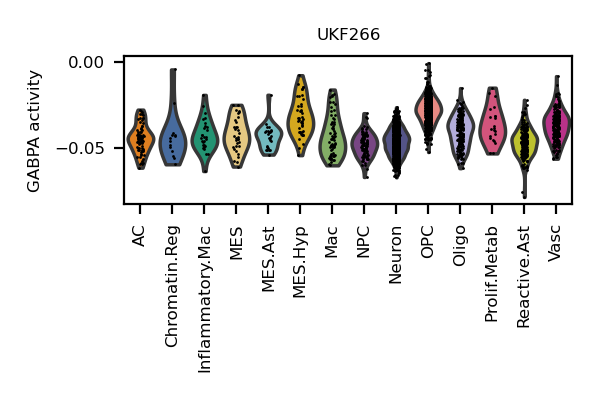 UKF266
GABPA activity
0.00
−0.05
AC
Chromatin.Reg
Inflammatory.Mac
MES
MES.Ast
MES.Hyp
Mac
NPC
Neuron
OPC
Oligo
Prolif.Metab
Reactive.Ast
Vasc